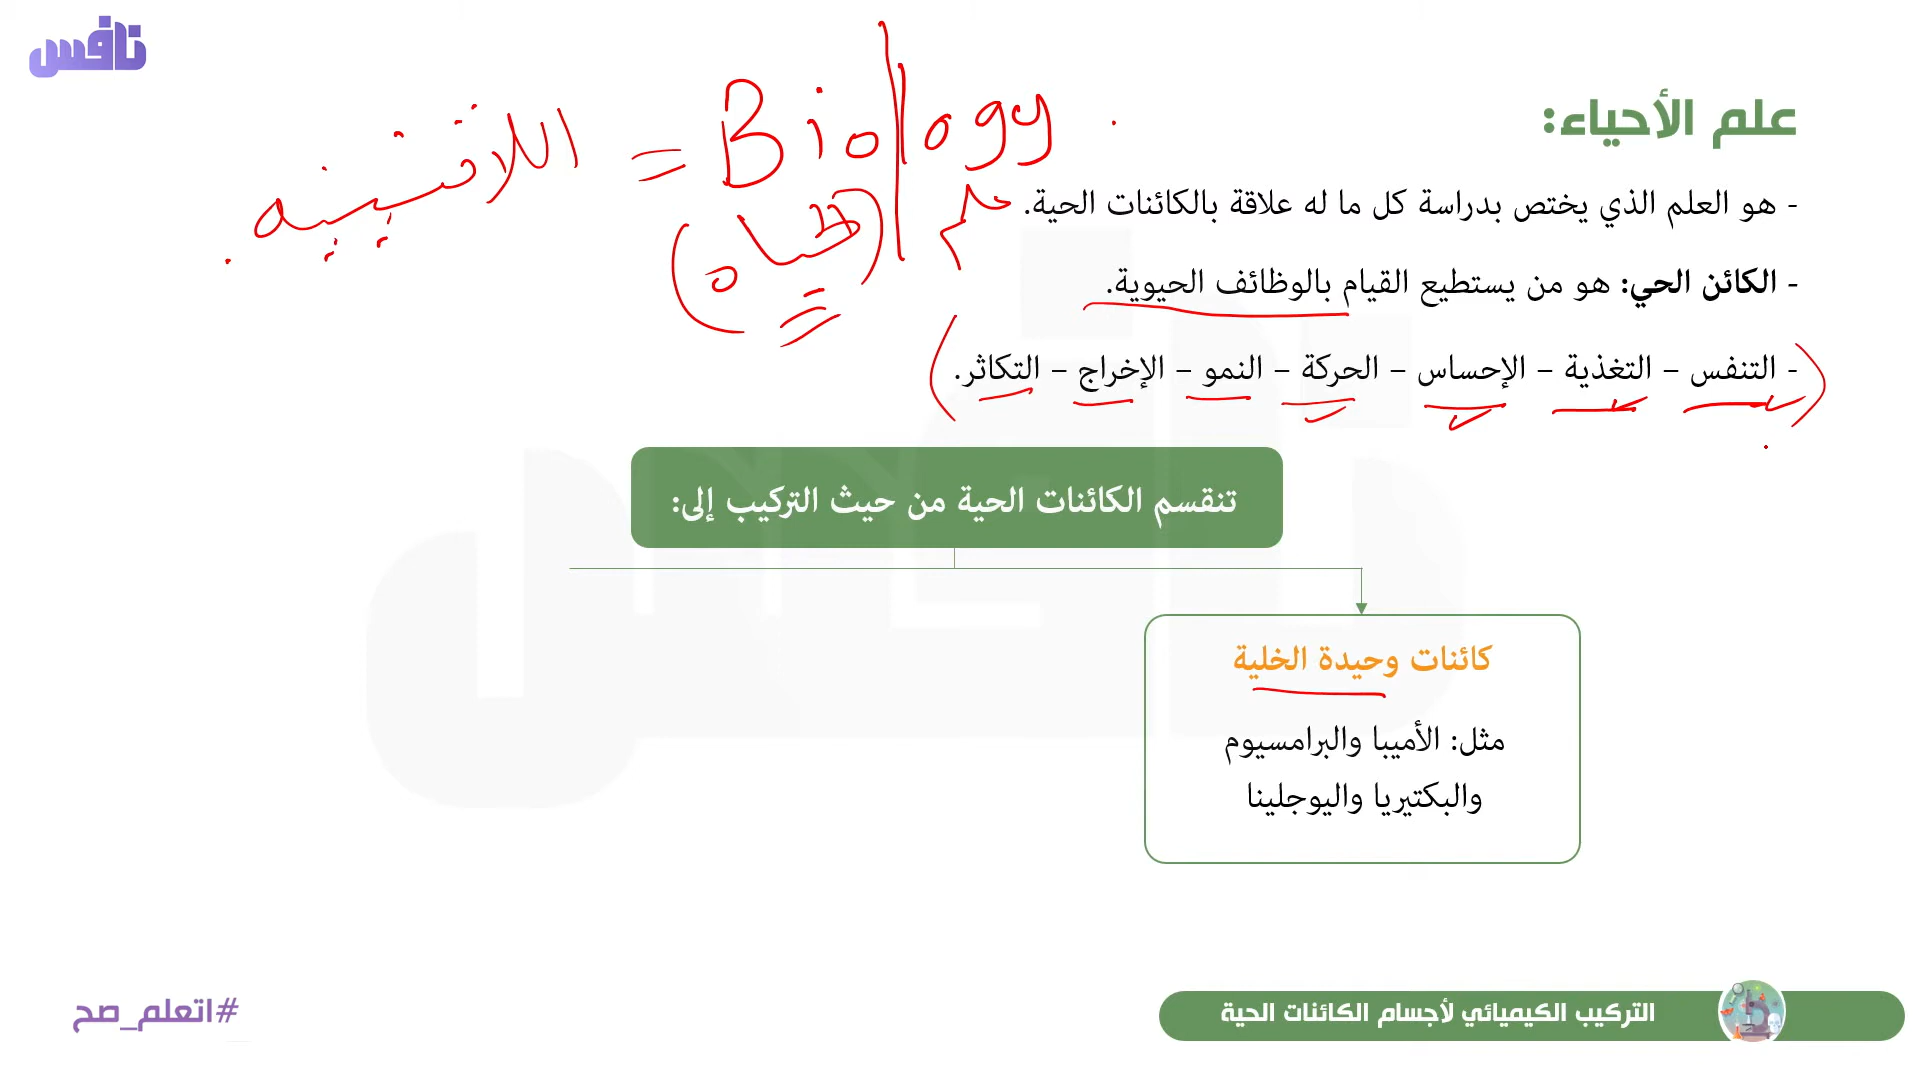 نافس
Biology = اللاتينية
علم الأحياء:
علم
(الحياه)
- هو العلم الذي يختص بدراسة كل ما له علاقة بالكائنات الحية.
- الكائن الحي: هو من يستطيع القيام بالوظائف الحيوية.
- التنفس – التغذية – الإحساس – الحركة – النمو – الإخراج – التكاثر.
تنقسم الكائنات الحية من حيث التركيب إلى:
كائنات وحيدة الخلية
مثل: الأميبا والبرامسيوم
والبكتيريا واليوجلينا
التركيب الكيميائي لأجسام الكائنات الحية
#اتعلم_صح